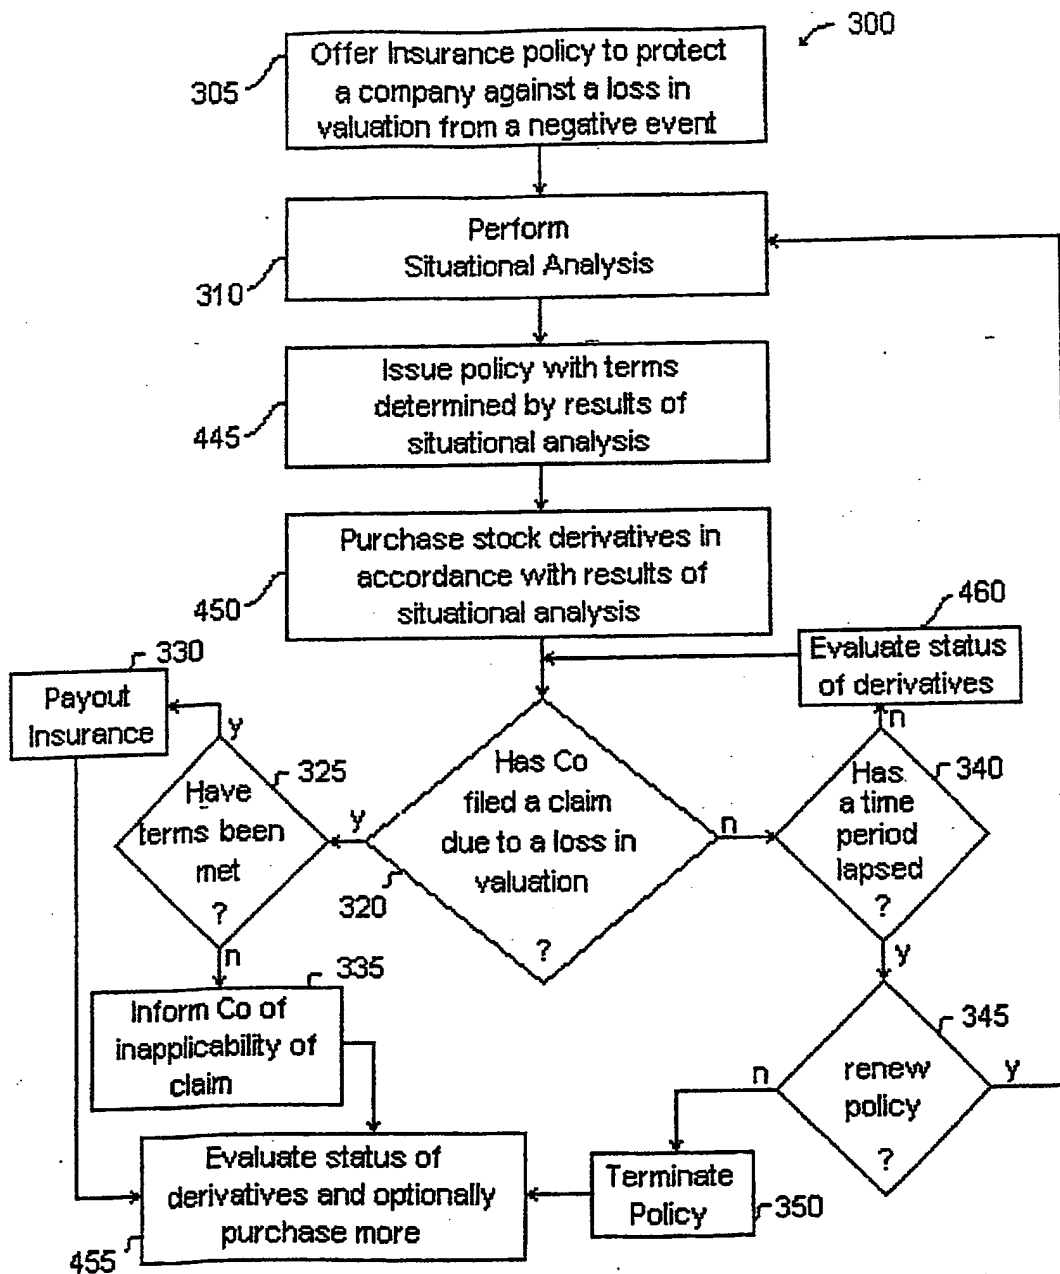 300
Offer Insurance policy to protect
a company against a loss in
valuation from a negative event
305
Perform
Situational Analysis
310
Issue policy with terms
determined by results of
situational analysis
445
Purchase stock derivatives in
accordance with results of
situational analysis
450
460
Evaluate status
of derivatives
330
Payout
Insurance
y
n
325
Have
terms been
met
?
y
Has Co
filed a claim
due to a loss in
valuation
?
320
n
340
Has
a time
period
lapsed
?
n
335
Inform Co of
inapplicability of
claim
y
345
renew
policy
?
n
y
Evaluate status of
derivatives and optionally
purchase more
455
Terminate
Policy
350